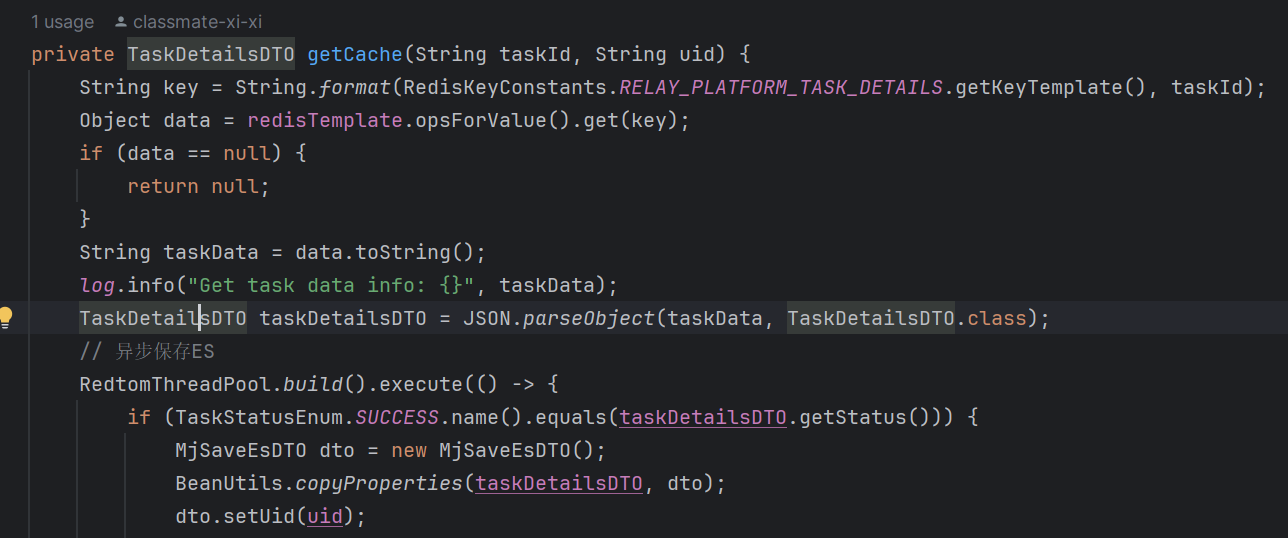 1 usage classmate-xi-xi
private TaskDetailsDTO getCache(String taskId, String uid) {
String key = String.format(RedisKeyConstants.RELAY_PLATFORM_TASK_DETAILS.getKeyTemplate(), taskId);
Object data = redisTemplate.opsForValue().get(key);
if (data == null) {
return null;
}
String taskData = data.toString();
log.info("Get task data info: {}", taskData);
TaskDetailsDTO taskDetailsDTO = JSON.parseObject(taskData, TaskDetailsDTO.class);
// 异步保存ES
RedtomThreadPool.build().execute(() -> {
if (TaskStatusEnum.SUCCESS.name().equals(taskDetailsDTO.getStatus())) {
MjSaveEsDTO dto = new MjSaveEsDTO();
BeanUtils.copyProperties(taskDetailsDTO, dto);
dto.setUid(uid);